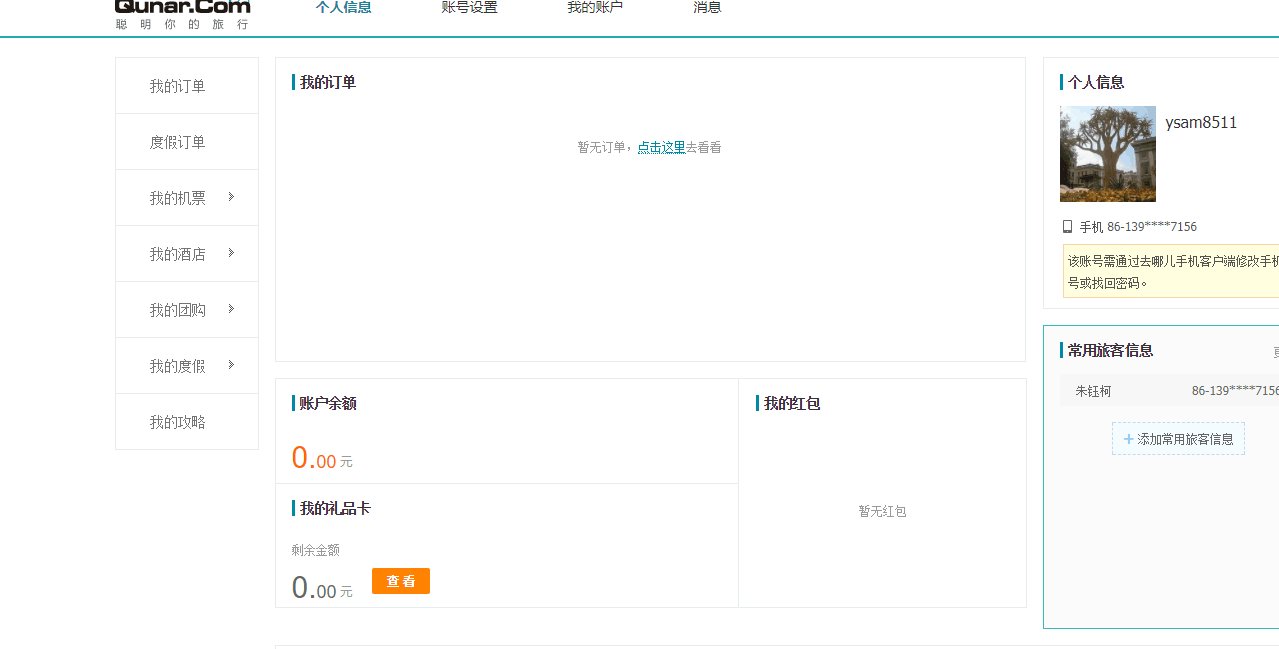 Qunar.Com
聪明你的旅行
个人信息
账号设置
我的账户
消息
我的订单
度假订单
我的机票
我的酒店
我的团购
我的度假
我的攻略
我的订单
暂无订单，点击这里去看看
账户余额
0.00 元
我的礼品卡
剩余金额
0.00 元
查 看
我的红包
暂无红包
个人信息
ysam8511
手机 86-139****7156
该账号需通过去哪儿手机客户端修改手机
号或找回密码。
常用旅客信息
朱钰柯 86-139****7156
+ 添加常用旅客信息